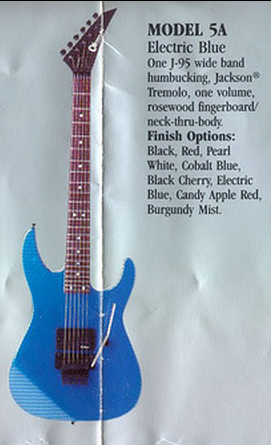 MODEL 5A
Electric Blue
One J-95 wide band
humbucking, Jackson®
Tremolo, one volume,
rosewood fingerboard/
neck-thru-body.
Finish Options:
Black, Red, Pearl
White, Cobalt Blue,
Black Cherry, Electric
Blue, Candy Apple Red,
Burgundy Mist.